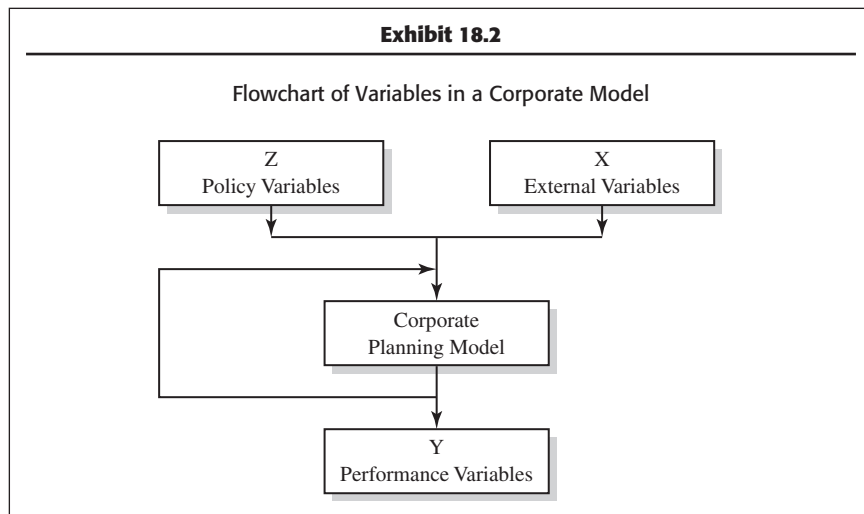 Exhibit 18.2
Flowchart of Variables in a Corporate Model
Z
Policy Variables
X
External Variables
Corporate
Planning Model
Y
Performance Variables